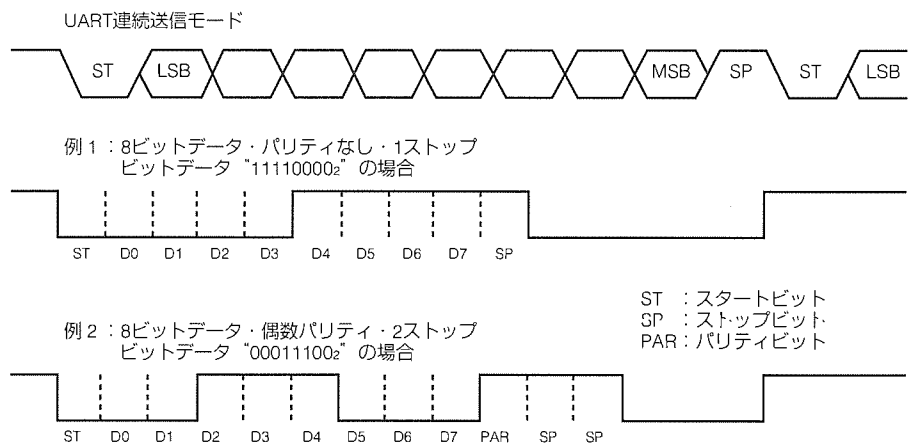 UART連続送信モード
ST LSB MSB SP ST LSB
例1：8ビットデータ・パリティなし・1ストップ
ビットデータ“11110000₂”の場合
ST D0 D1 D2 D3 D4 D5 D6 D7 SP
ST ：スタートビット
SP ：ストップビット
PAR：パリティビット
例2：8ビットデータ・偶数パリティ・2ストップ
ビットデータ“00011100₂”の場合
ST D0 D1 D2 D3 D4 D5 D6 D7 PAR SP SP